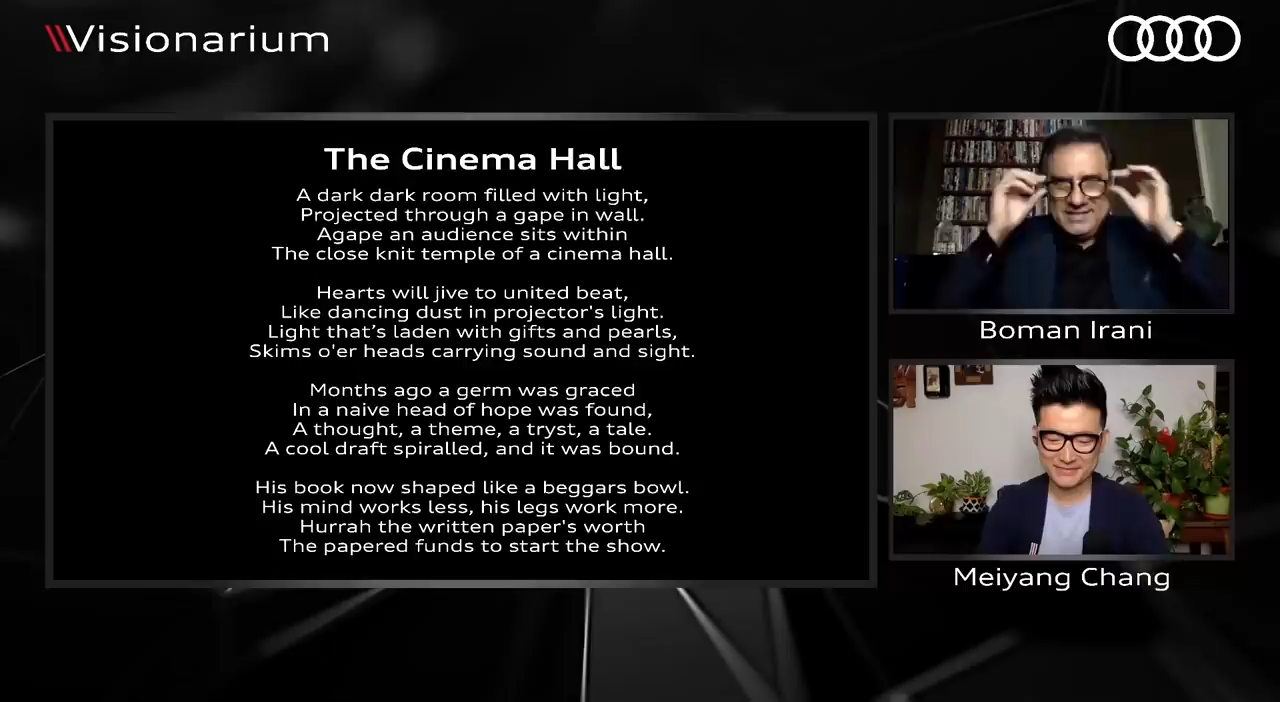 \\Visionarium
The Cinema Hall
A dark dark room filled with light,
Projected through a gape in wall.
Agape an audience sits within
The close knit temple of a cinema hall.
Hearts will jive to united beat,
Like dancing dust in projector's light.
Light that’s laden with gifts and pearls,
Skims o'er heads carrying sound and sight.
Months ago a germ was graced
In a naive head of hope was found,
A thought, a theme, a tryst, a tale.
A cool draft spiralled, and it was bound.
His book now shaped like a beggars bowl.
His mind works less, his legs work more.
Hurrah the written paper's worth
The papered funds to start the show.
Boman Irani
Meiyang Chang